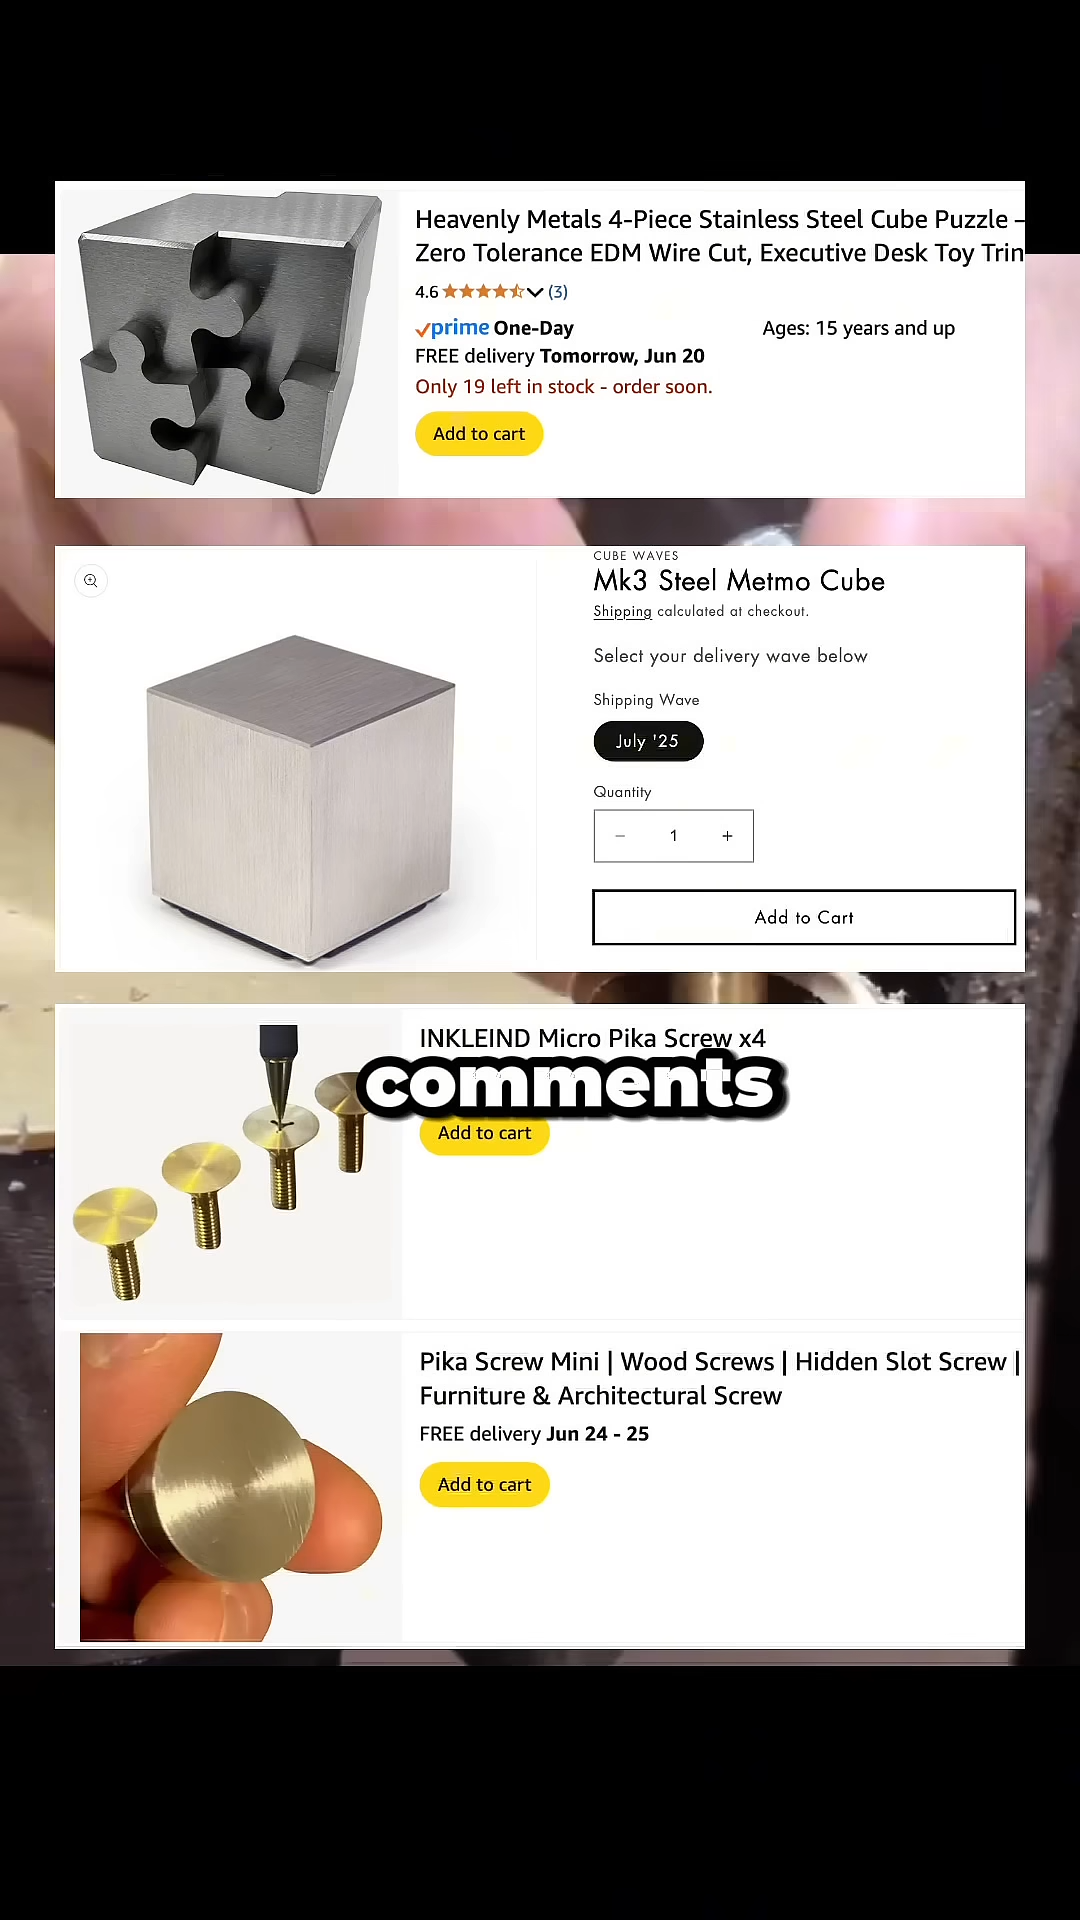 Heavenly Metals 4-Piece Stainless Steel Cube Puzzle –
Zero Tolerance EDM Wire Cut, Executive Desk Toy Trin
4.6 (3)
prime One-Day
Ages: 15 years and up
FREE delivery Tomorrow, Jun 20
Only 19 left in stock - order soon.
Add to cart
CUBE WAVES
Mk3 Steel Metmo Cube
Shipping calculated at checkout.
Select your delivery wave below
Shipping Wave
July '25
Quantity
− 1 +
Add to Cart
INKLEIND Micro Pika Screw x4
comments
Add to cart
Pika Screw Mini | Wood Screws | Hidden Slot Screw |
Furniture & Architectural Screw
FREE delivery Jun 24 - 25
Add to cart